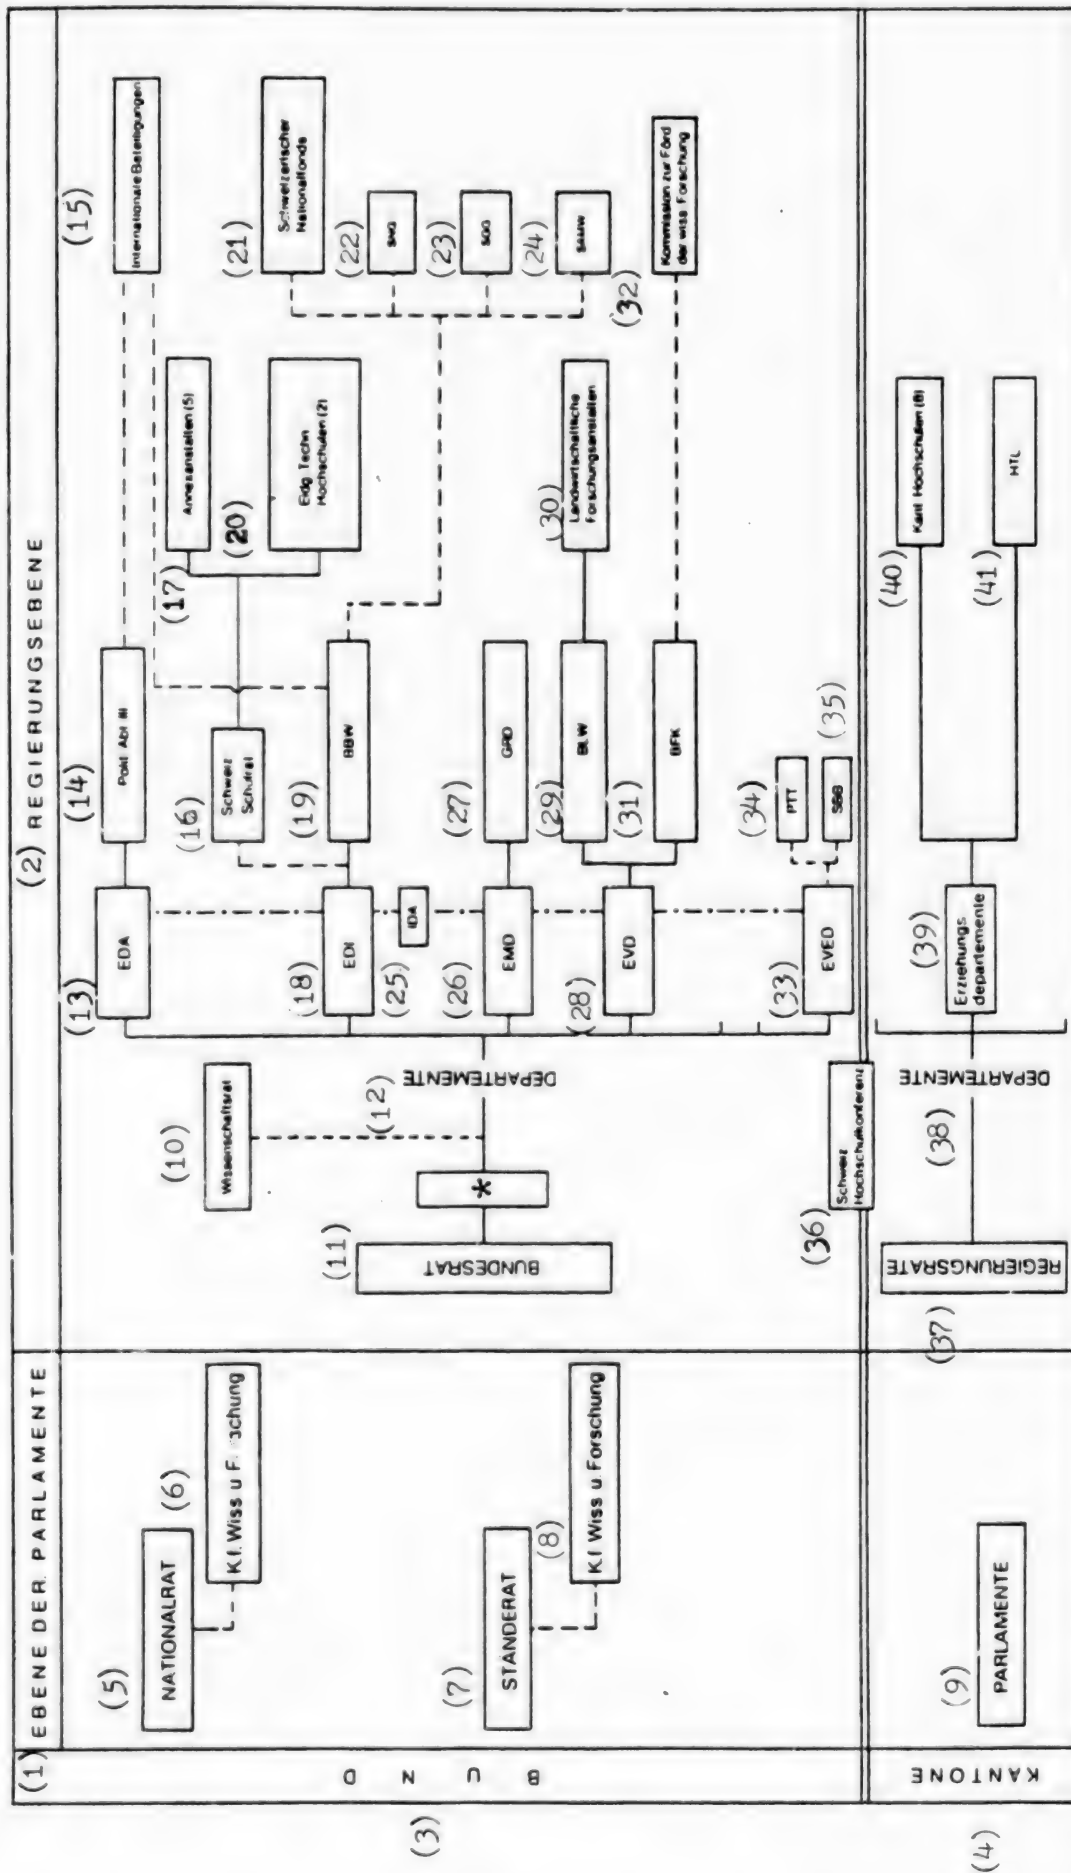 (1) EBENE DER PARLAMENTE
(2) REGIERUNGSEBENE
(3)
BUND
(4)
KANTONE
(5)
NATIONALRAT
(6)
K.f. Wiss u
(7)
STÄNDERAT
(8)
K.f. Wiss u. Forschung
(9)
PARLAMENTE
(10)
Wissenschaftsrat
(11)
BUNDESRAT
*
(12)
DEPARTEMENTE
(13)
EDA
(14)
Polit Abt III
(15)
Internationale Beteiligungen
(16)
Schweiz
Schulrat
(17)
Annexanstalten (5)
(18)
EDI
(19)
BBW
(20)
Eidg Techn
Hochschulen (2)
(21)
Schweizerischer
Nationalfonds
(22)
SNG
(23)
SGG
(24)
SAMW
(25)
IDA
(26)
EMD
(27)
GRD
(28)
EVD
(29)
BLW
(30)
Landwirtschaftliche
Forschungsanstalten
(31)
BFK
(32)
Kommission zur Förd
der wiss Forschung
(33)
EVED
(34)
PTT
(35)
SBB
(36)
Schweiz
Hochschulkonferenz
(37)
REGIERUNGSRATE
(38)
DEPARTEMENTE
(39)
Erziehungs
departemente
(40)
Kant Hochschulen (8)
(41)
HTL